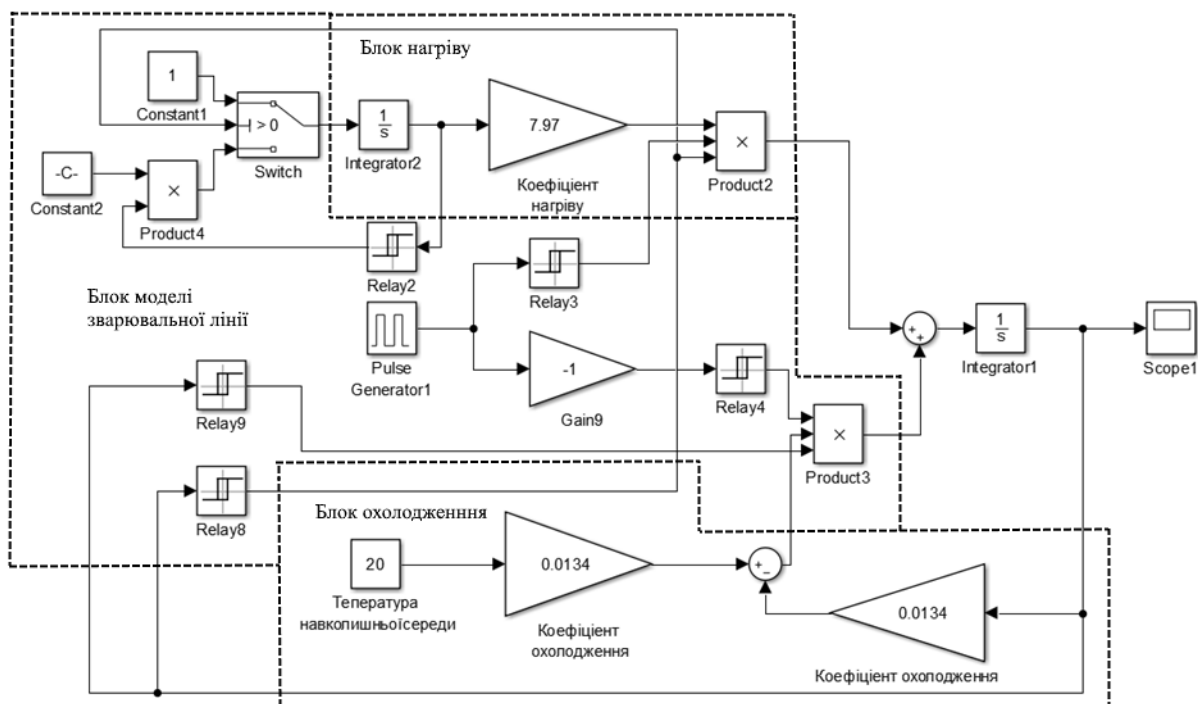 Блок нагріву
1
Constant1
> 0
Switch
1
s
Integrator2
7.97
Коефіцієнт
нагріву
×
Product2
-C-
Constant2
×
Product4
Relay2
Relay3
Блок моделі
зварювальної лінії
Pulse
Generator1
-1
Gain9
Relay4
+
+
1
s
Integrator1
Scope1
Relay9
×
Product3
Relay8
Блок охолодженння
20
Тепература
навколишньоїсереди
0.0134
Коефіцієнт
охолодження
+
−
0.0134
Коефіцієнт охолодження